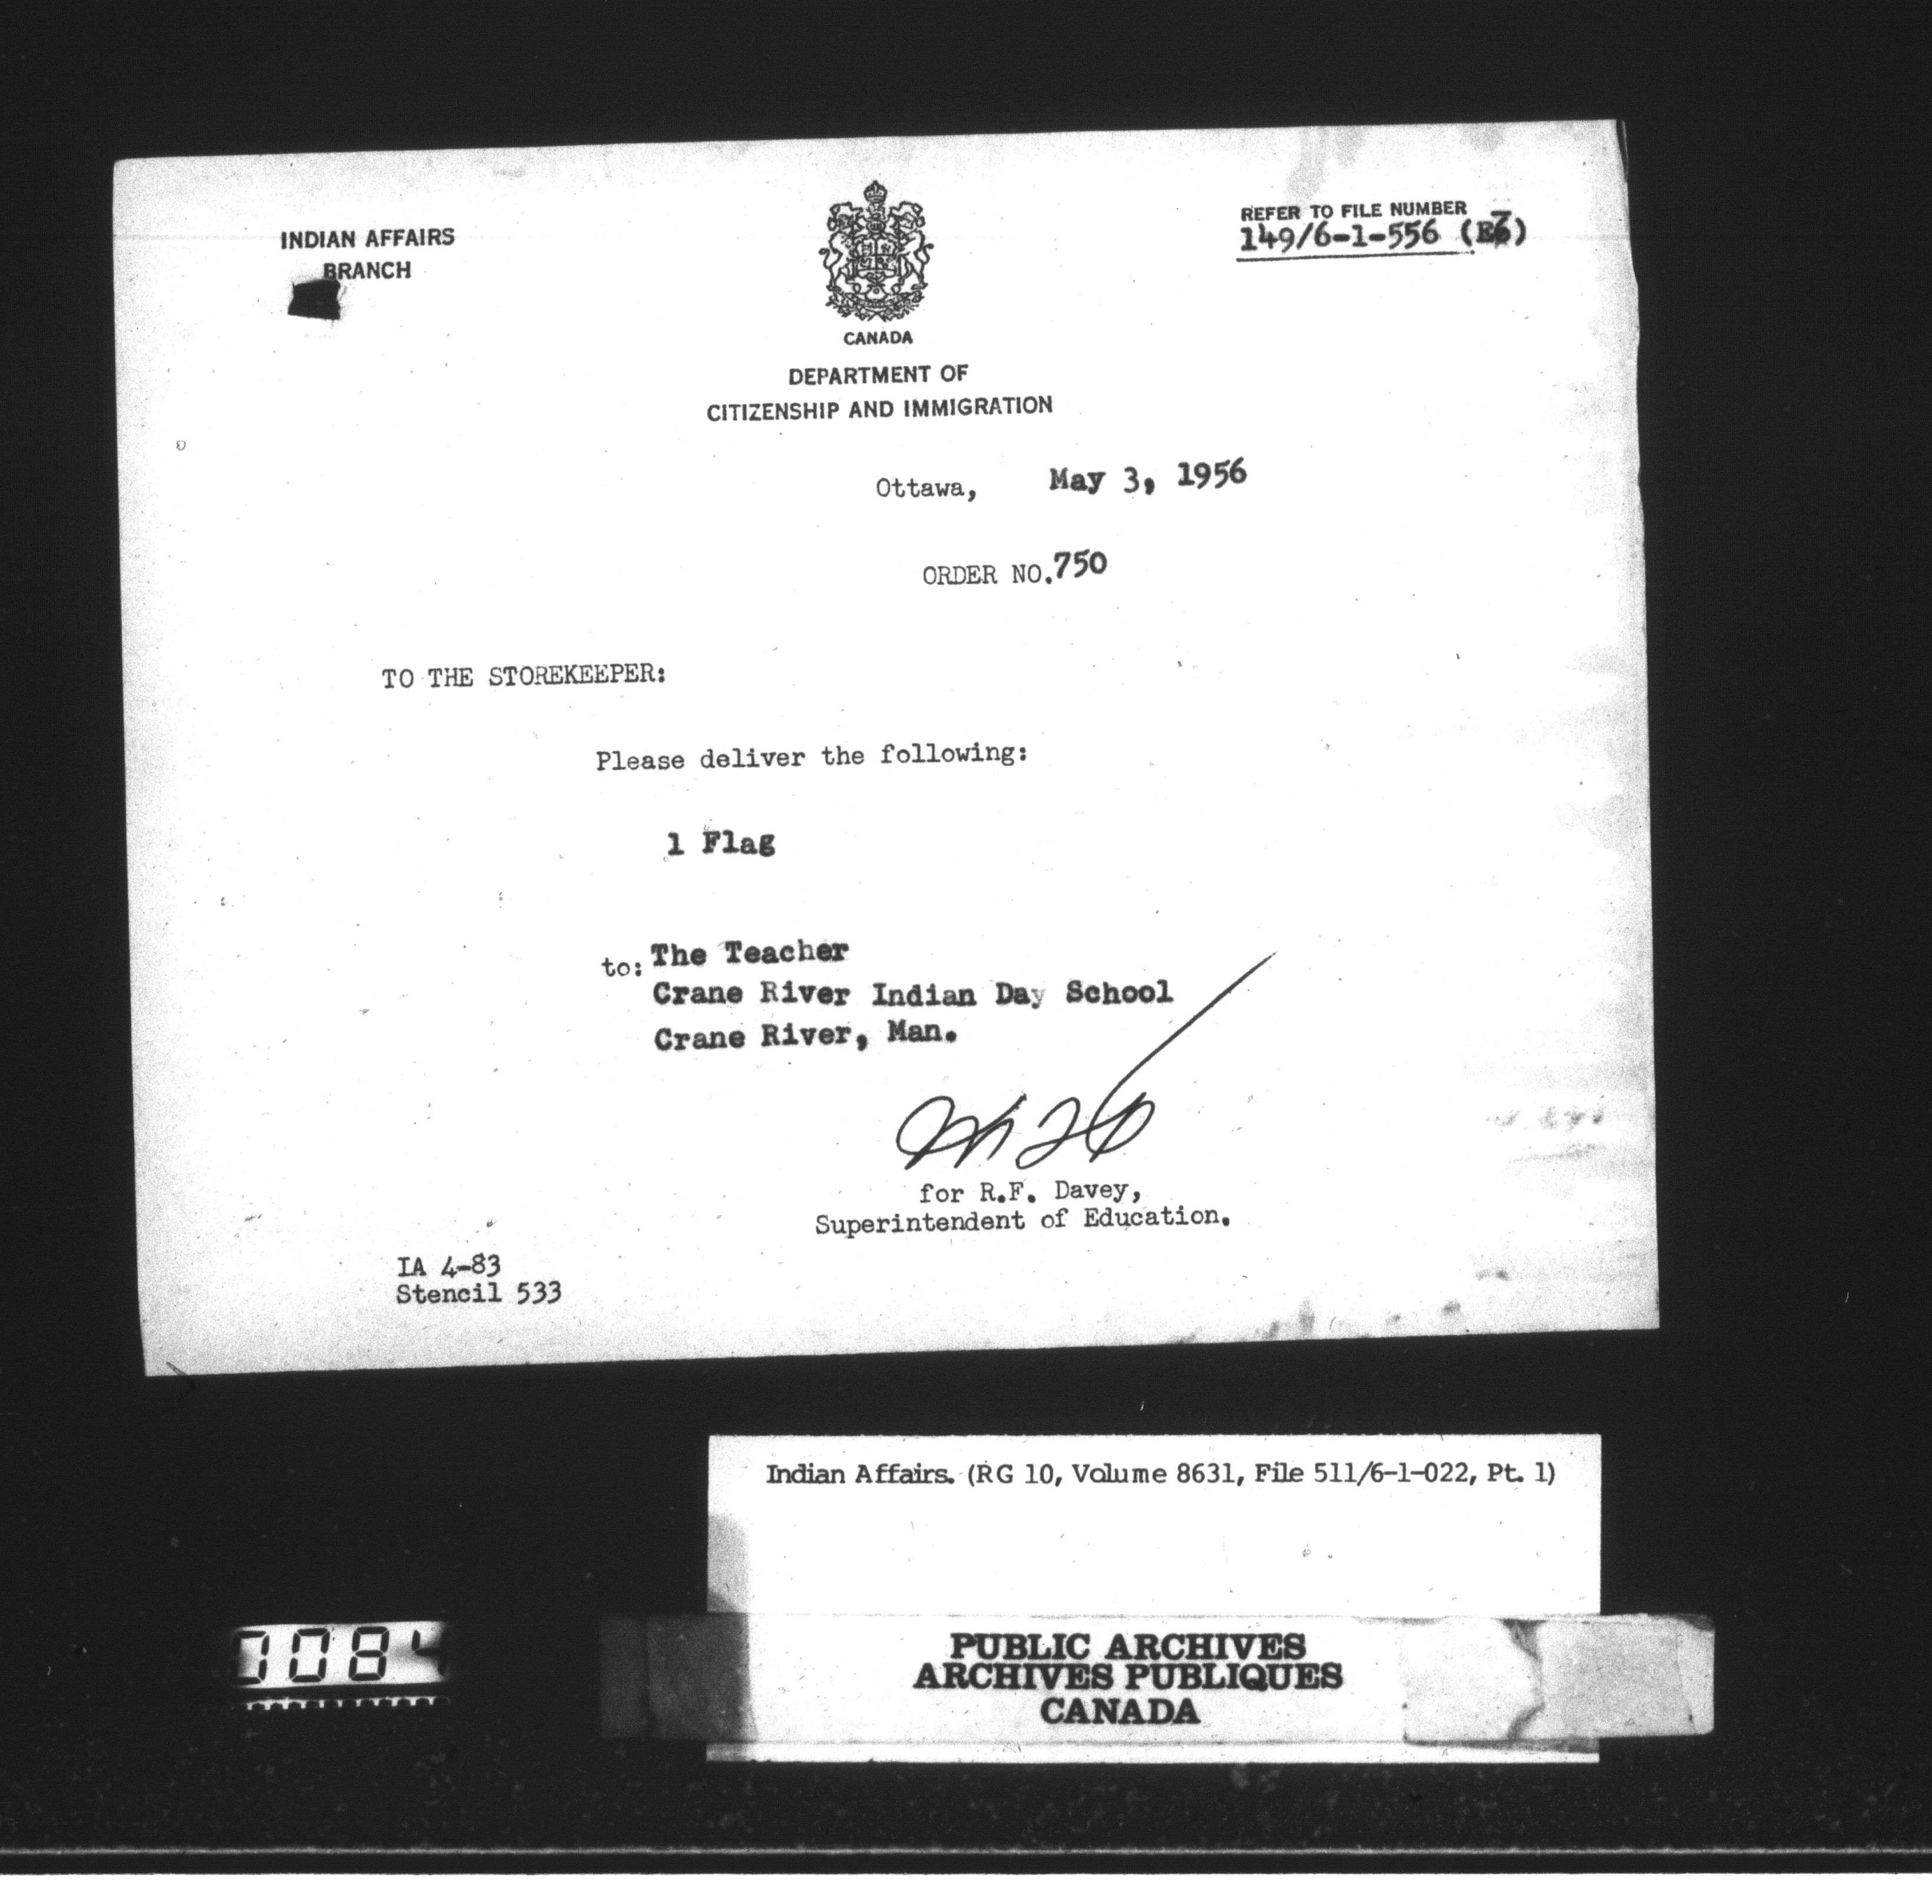 INDIAN AFFAIRS
BRANCH
REFER TO FILE NUMBER
149/6-1-556
CANADA
DEPARTMENT OF
CITIZENSHIP AND IMMIGRATION
Ottawa, May 3, 1956
ORDER NO. 750
TO THE STOREKEEPER:
Please deliver the following:
1 Flag
to: The Teacher
Crane River Indian Day School
Crane River, Man.
for R.F. Davey,
Superintendent of Education.
IA 4-83
Stencil 533
Indian Affairs. (RG 10, Volume 8631, File 511/6-1-022, Pt. 1)
PUBLIC ARCHIVES
ARCHIVES PUBLIQUES
CANADA
0084